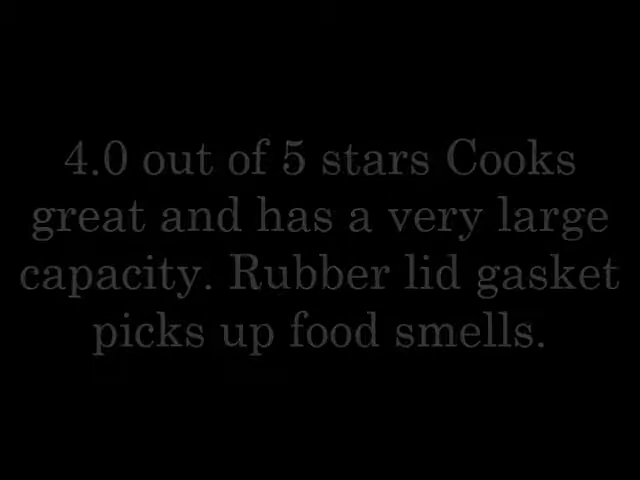 4.0 out of 5 stars Cooks
great and has a very large
capacity. Rubber lid gasket
picks up food smells.